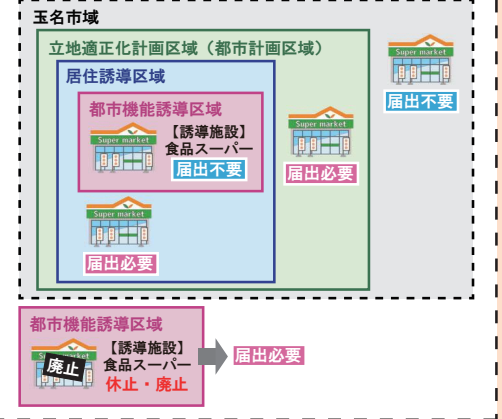 玉名市域
立地適正化計画区域（都市計画区域）
Super market
届出不要
居住誘導区域
都市機能誘導区域
Super market
【誘導施設】
食品スーパー
届出不要
Super market
届出必要
Super market
届出必要
都市機能誘導区域
廃止
【誘導施設】
食品スーパー
休止・廃止
届出必要